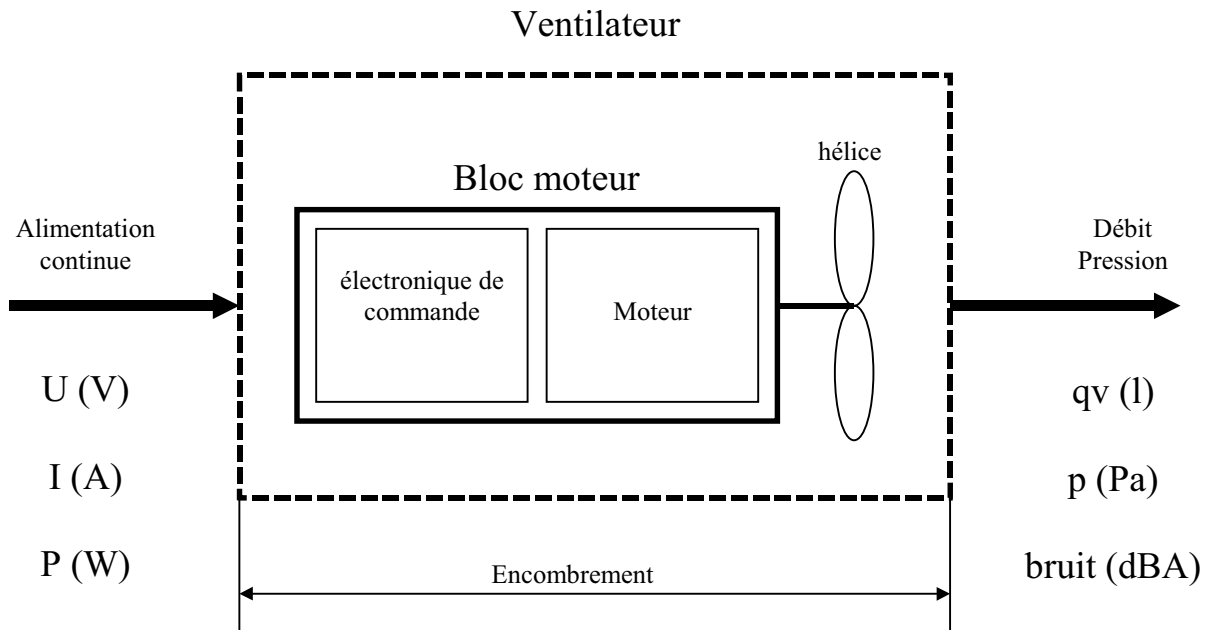 Ventilateur
hélice
Bloc moteur
Alimentation
continue
électronique de
commande
Moteur
Débit
Pression
U (V)
I (A)
P (W)
qv (l)
p (Pa)
bruit (dBA)
Encombrement